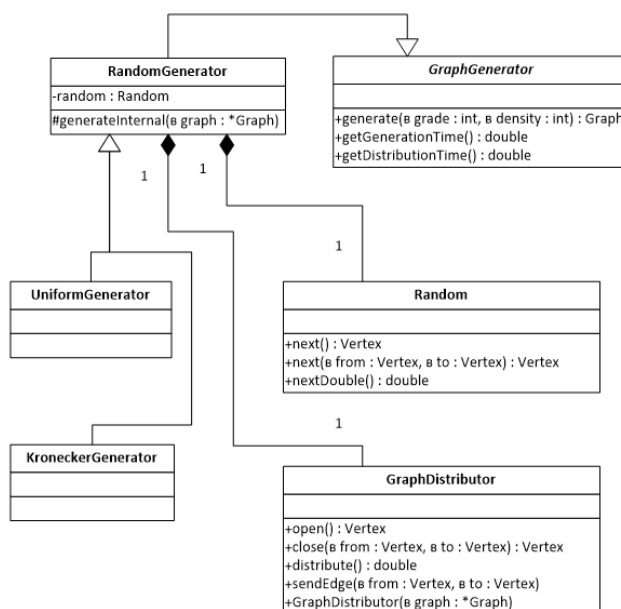 RandomGenerator
-random : Random
#generateInternal(в graph : *Graph)
GraphGenerator
+generate(в grade : int, в density : int) : Graph
+getGenerationTime() : double
+getDistributionTime() : double
1
1
1
UniformGenerator
Random
+next() : Vertex
+next(в from : Vertex, в to : Vertex) : Vertex
+nextDouble() : double
1
KroneckerGenerator
GraphDistributor
+open() : Vertex
+close(в from : Vertex, в to : Vertex) : Vertex
+distribute() : double
+sendEdge(в from : Vertex, в to : Vertex)
+GraphDistributor(в graph : *Graph)